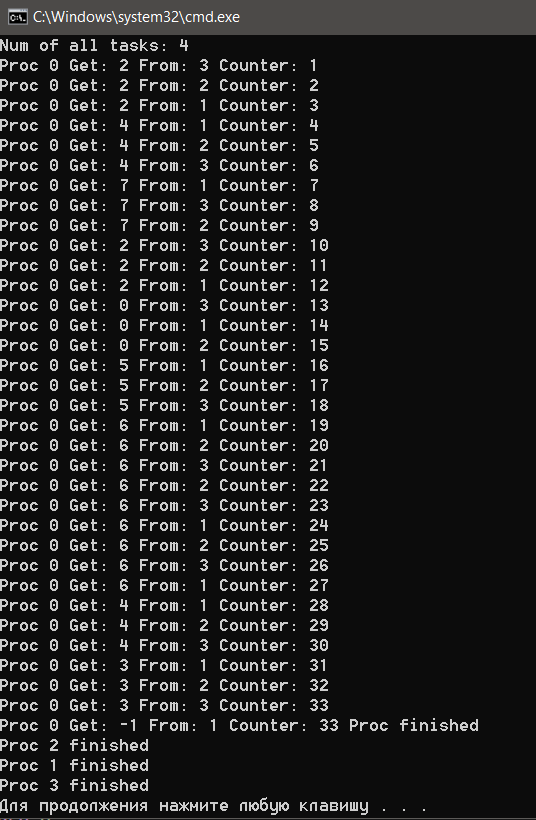 C:\Windows\system32\cmd.exe
Num of all tasks: 4
Proc 0 Get: 2 From: 3 Counter: 1
Proc 0 Get: 2 From: 2 Counter: 2
Proc 0 Get: 2 From: 1 Counter: 3
Proc 0 Get: 4 From: 1 Counter: 4
Proc 0 Get: 4 From: 2 Counter: 5
Proc 0 Get: 4 From: 3 Counter: 6
Proc 0 Get: 7 From: 1 Counter: 7
Proc 0 Get: 7 From: 3 Counter: 8
Proc 0 Get: 7 From: 2 Counter: 9
Proc 0 Get: 2 From: 3 Counter: 10
Proc 0 Get: 2 From: 2 Counter: 11
Proc 0 Get: 2 From: 1 Counter: 12
Proc 0 Get: 0 From: 3 Counter: 13
Proc 0 Get: 0 From: 1 Counter: 14
Proc 0 Get: 0 From: 2 Counter: 15
Proc 0 Get: 5 From: 1 Counter: 16
Proc 0 Get: 5 From: 2 Counter: 17
Proc 0 Get: 5 From: 3 Counter: 18
Proc 0 Get: 6 From: 1 Counter: 19
Proc 0 Get: 6 From: 2 Counter: 20
Proc 0 Get: 6 From: 3 Counter: 21
Proc 0 Get: 6 From: 2 Counter: 22
Proc 0 Get: 6 From: 3 Counter: 23
Proc 0 Get: 6 From: 1 Counter: 24
Proc 0 Get: 6 From: 2 Counter: 25
Proc 0 Get: 6 From: 3 Counter: 26
Proc 0 Get: 6 From: 1 Counter: 27
Proc 0 Get: 4 From: 1 Counter: 28
Proc 0 Get: 4 From: 2 Counter: 29
Proc 0 Get: 4 From: 3 Counter: 30
Proc 0 Get: 3 From: 1 Counter: 31
Proc 0 Get: 3 From: 2 Counter: 32
Proc 0 Get: 3 From: 3 Counter: 33
Proc 0 Get: -1 From: 1 Counter: 33 Proc finished
Proc 2 finished
Proc 1 finished
Proc 3 finished
Для продолжения нажмите любую клавишу . . .